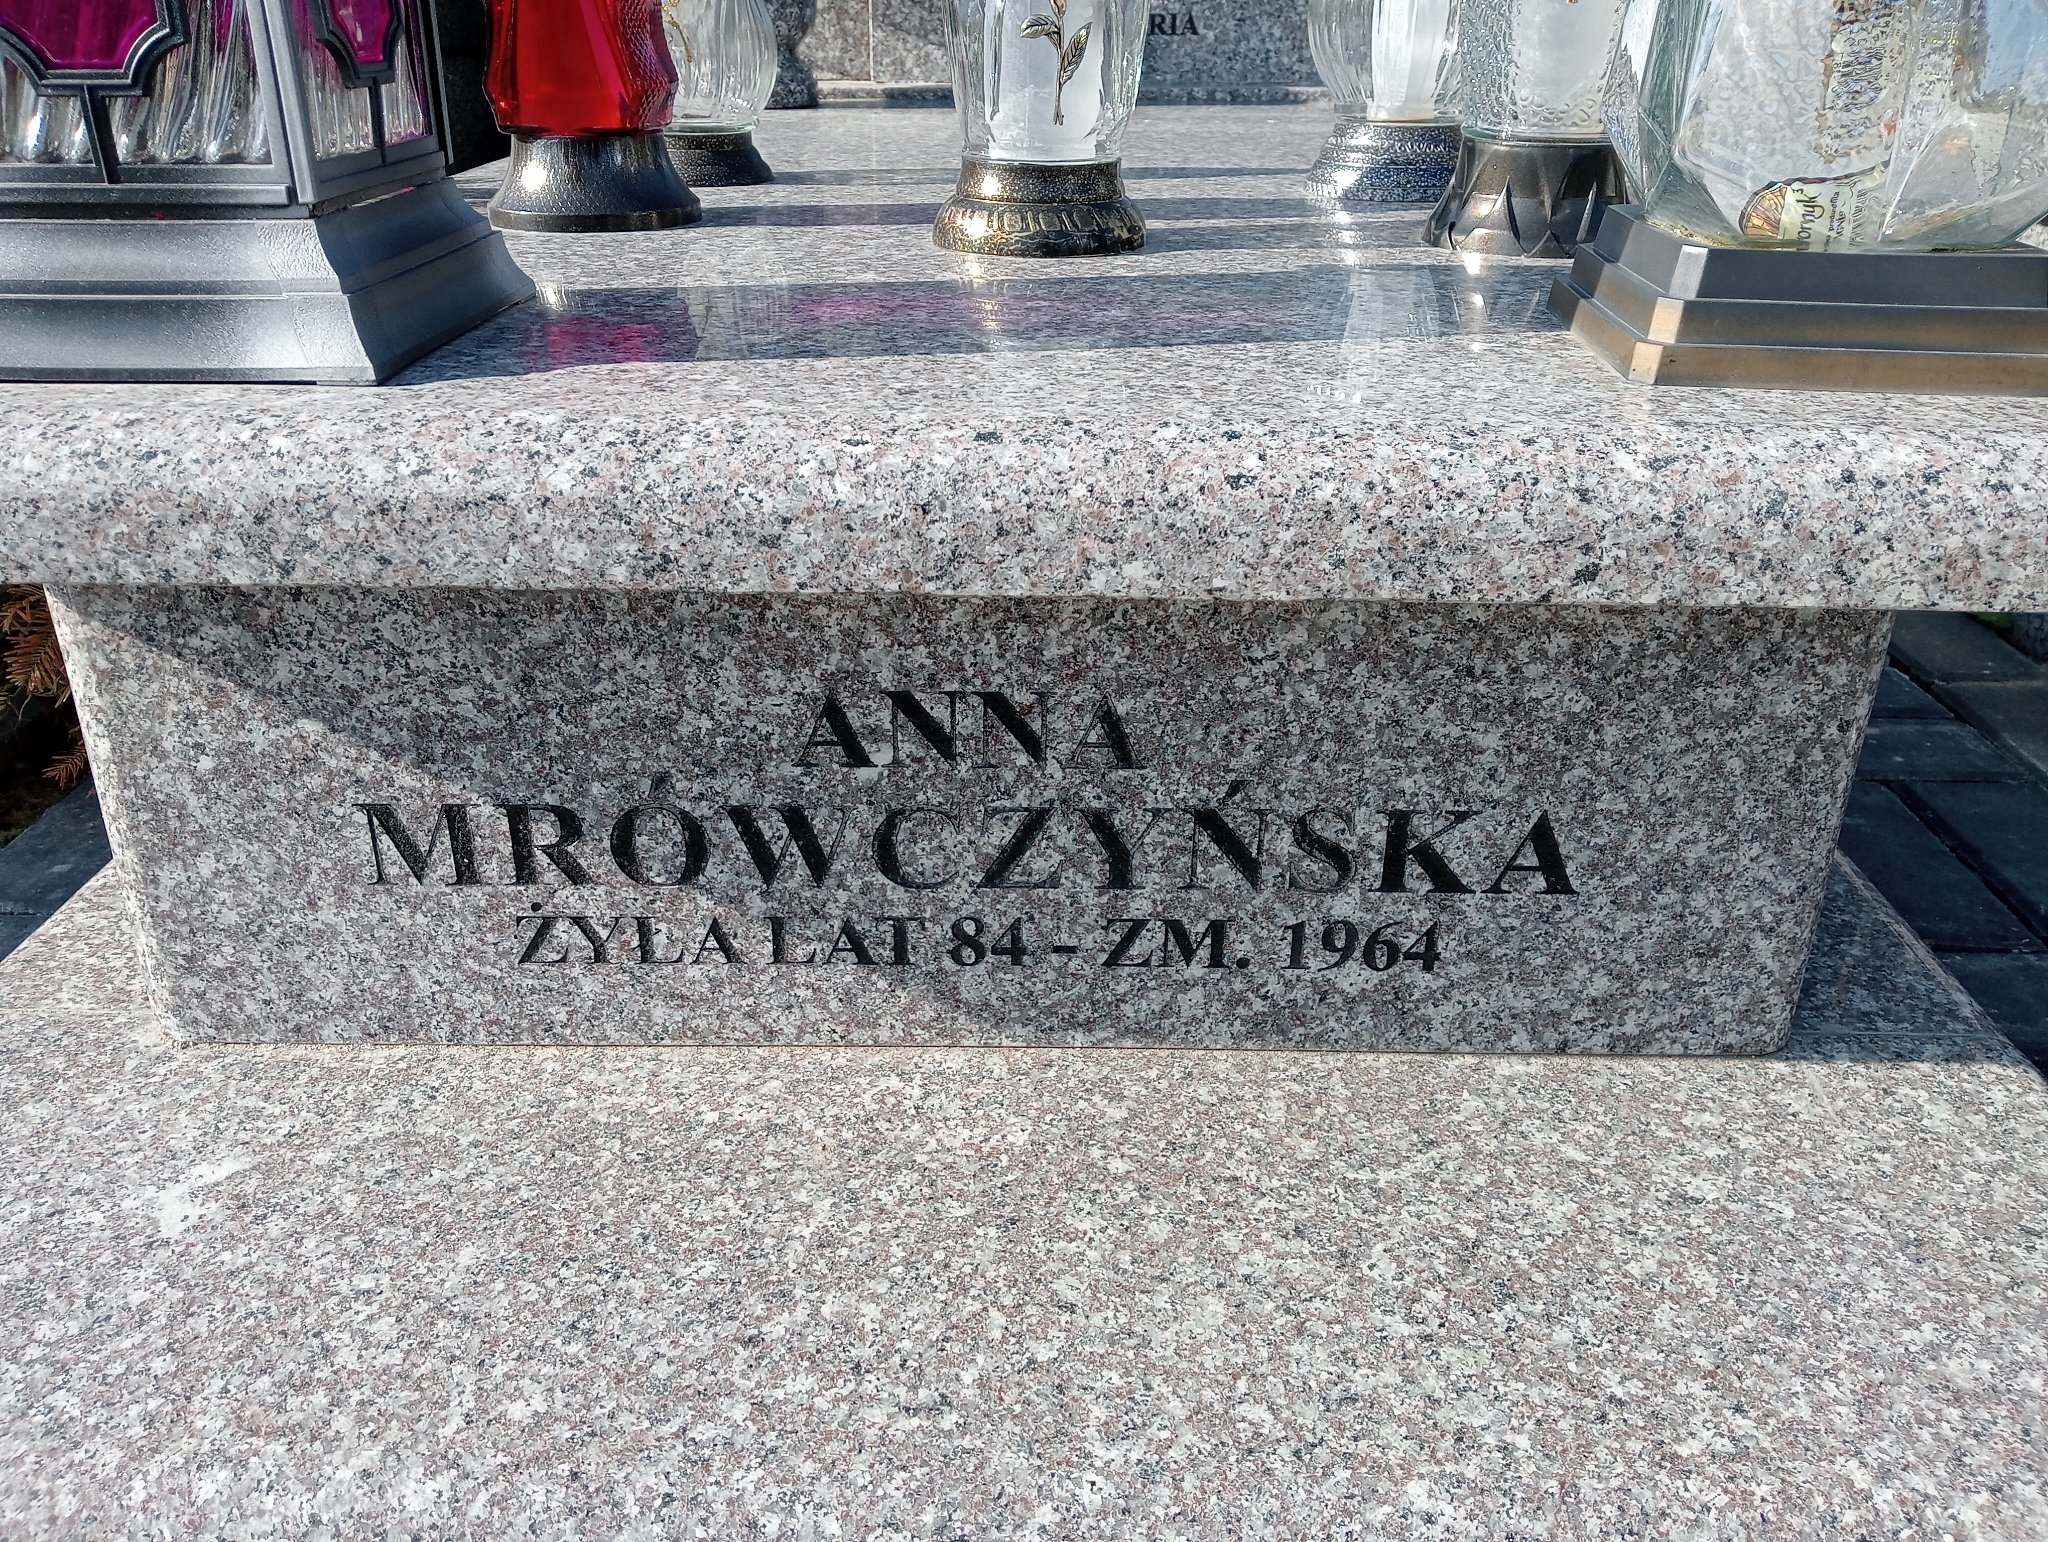 ANNA
MRÓWCZYŃSKA
ŻYŁA LAT 84 - ZM. 1964